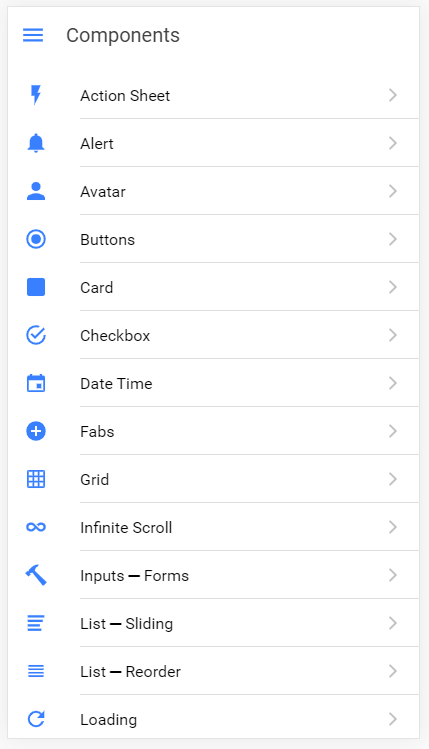 Components
Action Sheet
Alert
Avatar
Buttons
Card
Checkbox
Date Time
Fabs
Grid
Infinite Scroll
Inputs — Forms
List — Sliding
List — Reorder
Loading